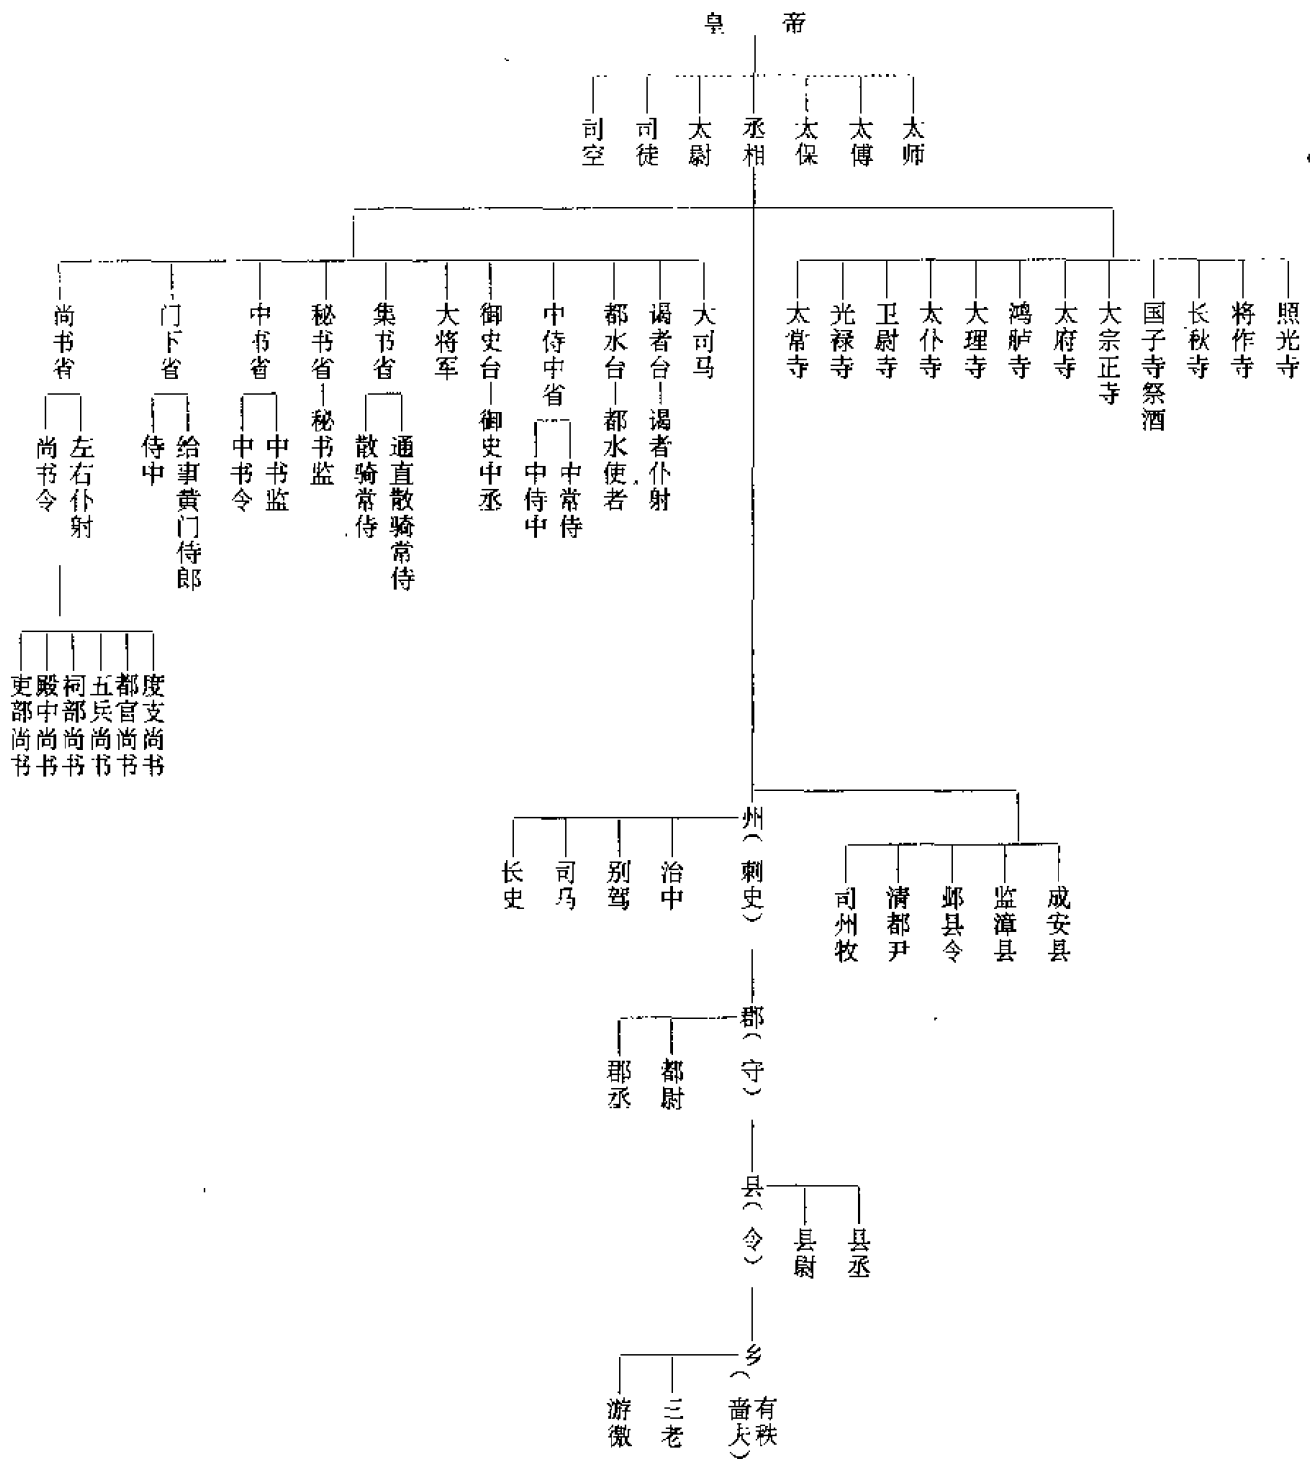 皇帝
司空
司徒
太尉
丞相
太保
太傅
太师
尚书省
门下省
中书省
秘书省
集书省
大将军
御史台
中侍中省
都水台
谒者台
大司马
太常寺
光禄寺
卫尉寺
太仆寺
大理寺
鸿胪寺
太府寺
大宗正寺
国子寺祭酒
长秋寺
将作寺
照光寺
尚书令
左右仆射
侍中
给事黄门侍郎
中书令
中书监
秘书监
散骑常侍
通直散骑常侍
御史中丞
中侍中
中常侍
都水使者
谒者仆射
吏部尚书
殿中尚书
祠部尚书
五兵尚书
都官尚书
度支尚书
州(刺史)
长史
司马
别驾
治中
司州牧
清都尹
邺县令
监漳县
成安县
郡(守)
郡丞
都尉
县(令)
县尉
县丞
乡(有秩啬夫)
游徼
三老